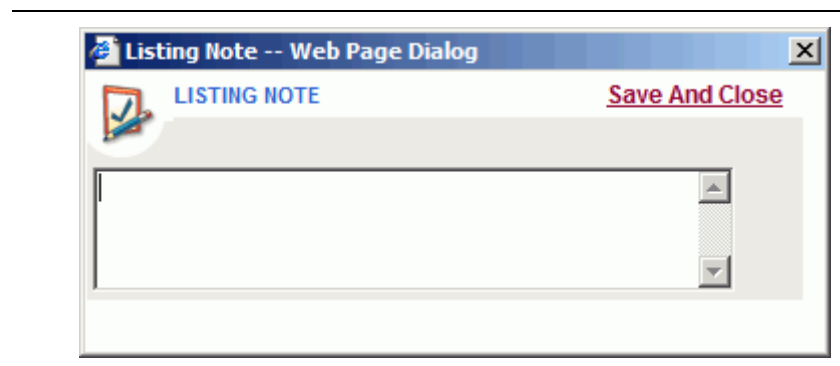 Listing Note -- Web Page Dialog
LISTING NOTE
Save And Close